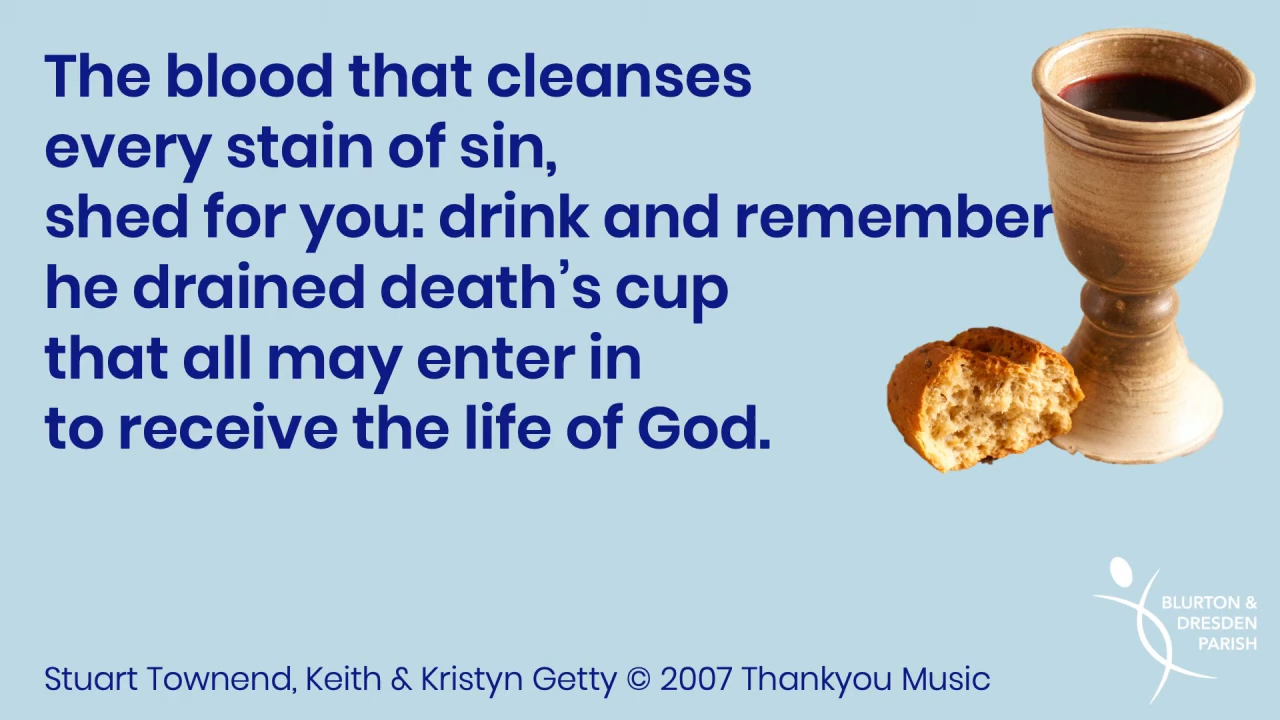 The blood that cleanses
every stain of sin,
shed for you: drink and remember
he drained death’s cup
that all may enter in
to receive the life of God.
BLURTON &
DRESDEN
PARISH
Stuart Townend, Keith & Kristyn Getty © 2007 Thankyou Music